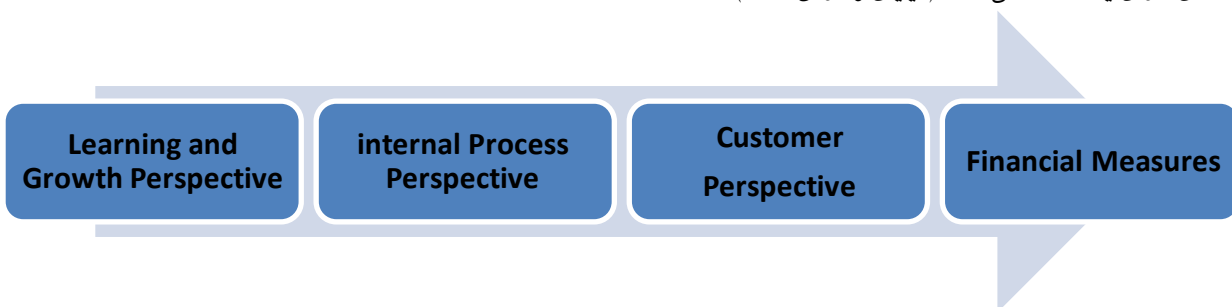 Learning and
Growth Perspective
internal Process
Perspective
Customer
Perspective
Financial Measures